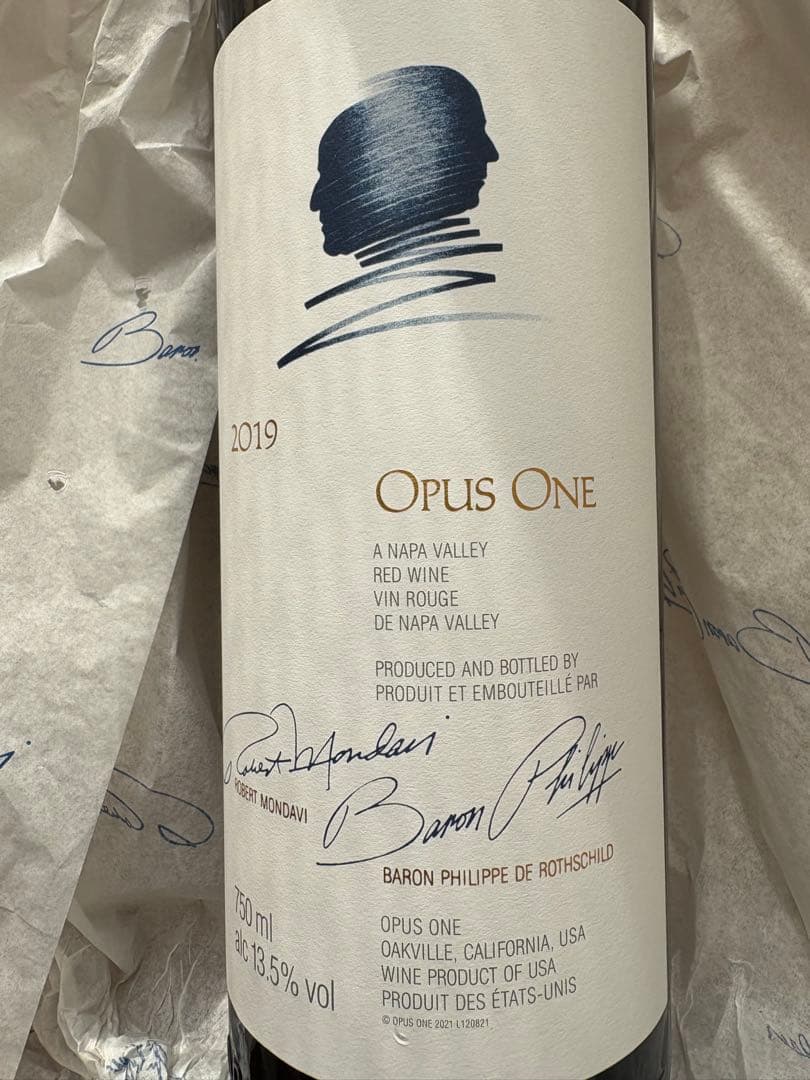 2019
OPUS ONE
A NAPA VALLEY
RED WINE
VIN ROUGE
DE NAPA VALLEY
PRODUCED AND BOTTLED BY
PRODUIT ET EMBOUTEILLÉ PAR
Robert Mondavi
ROBERT MONDAVI
Baron Philippe
BARON PHILIPPE DE ROTHSCHILD
750 ml
alc 13.5% vol
OPUS ONE
OAKVILLE, CALIFORNIA, USA
WINE PRODUCT OF USA
PRODUIT DES ÉTATS-UNIS
© OPUS ONE 2021 L120821
Baron